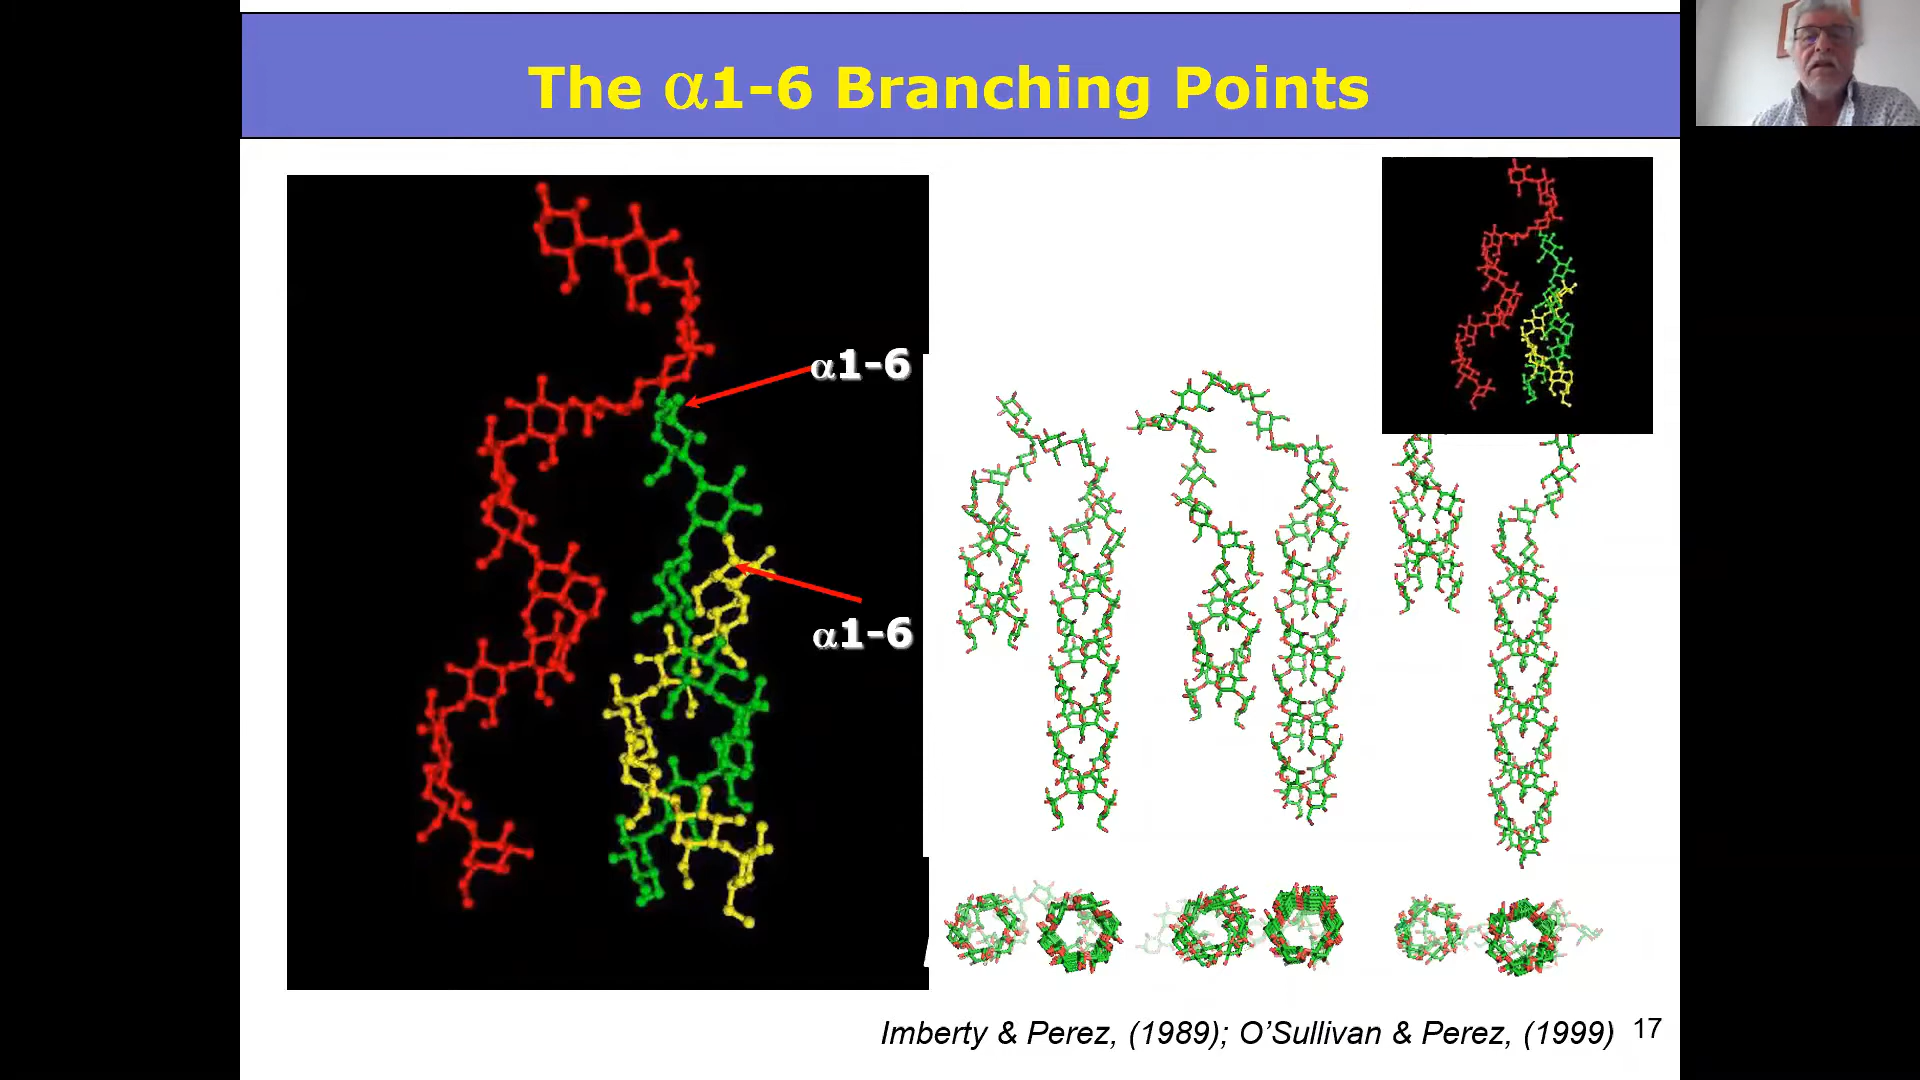 The α1-6 Branching Points
α1-6
α1-6
Imberty & Perez, (1989); O’Sullivan & Perez, (1999) 17